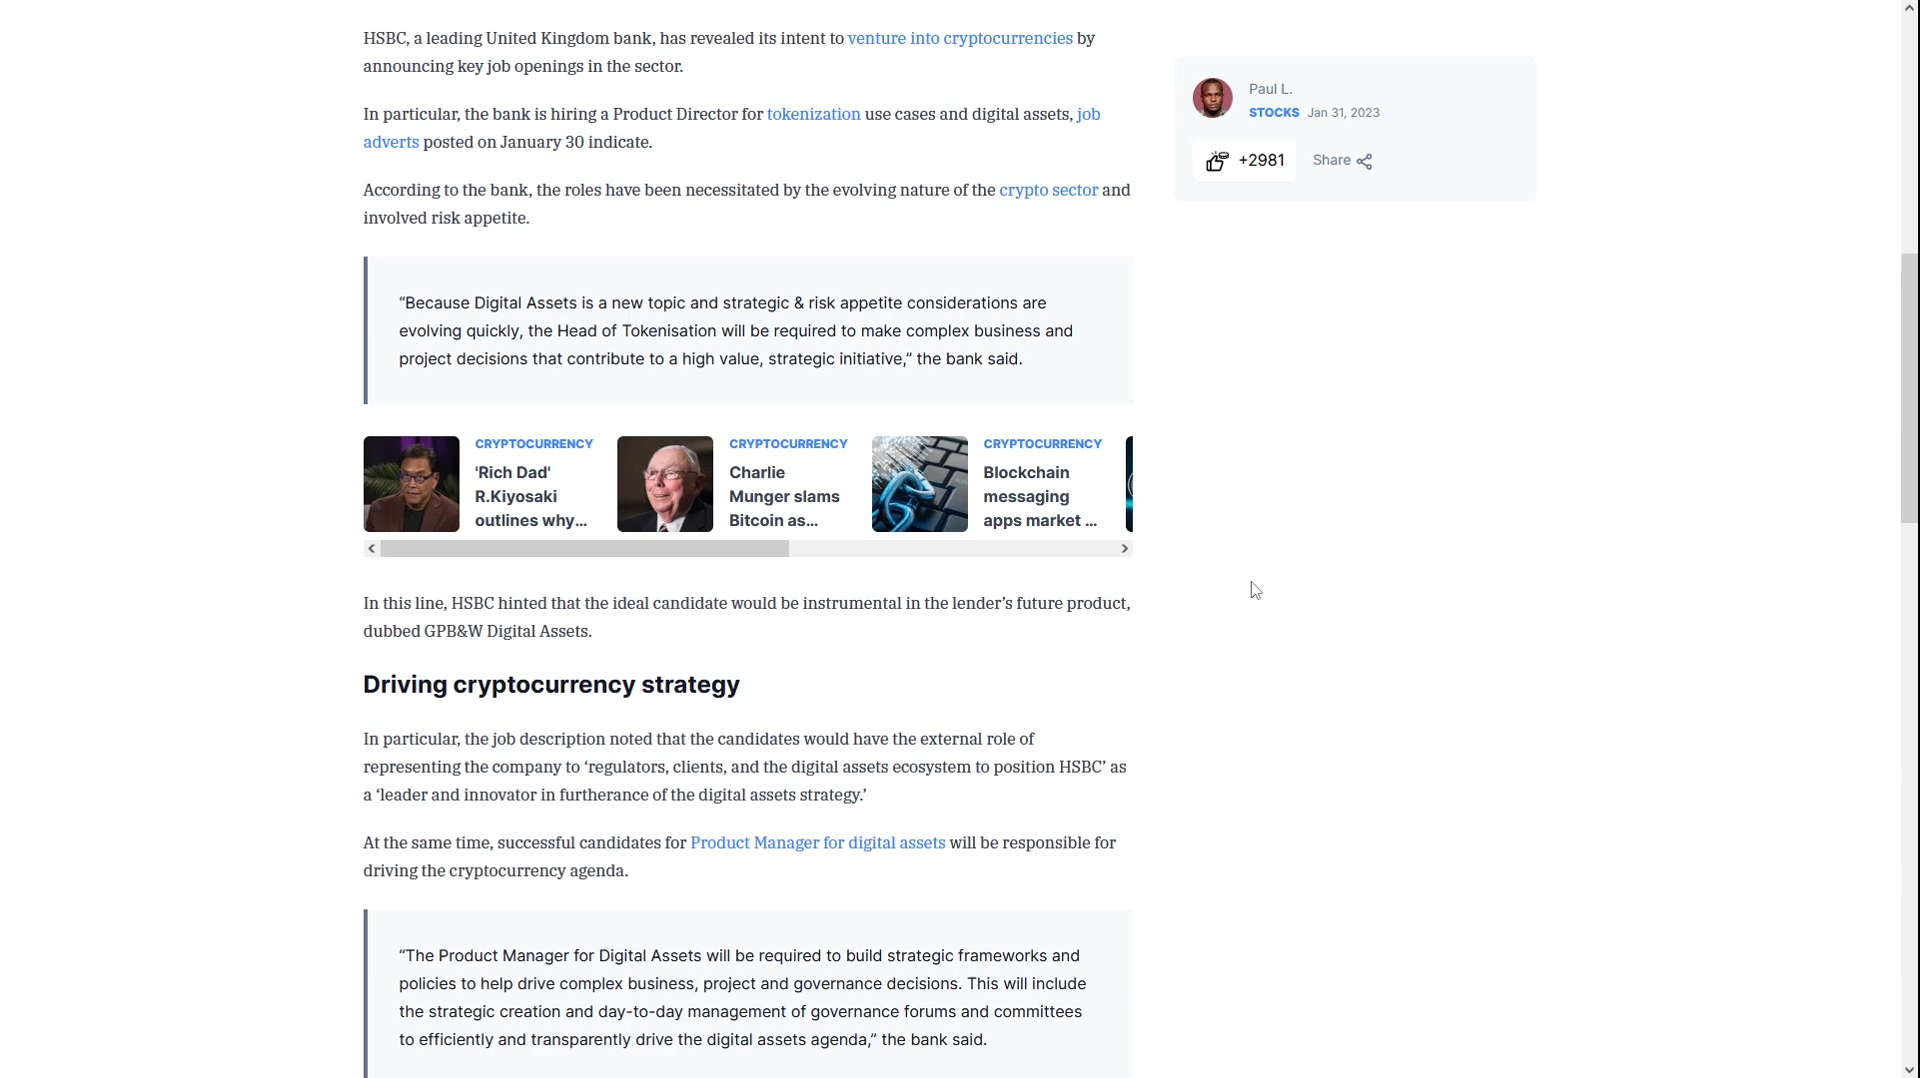 HSBC, a leading United Kingdom bank, has revealed its intent to venture into cryptocurrencies by
announcing key job openings in the sector.
In particular, the bank is hiring a Product Director for tokenization use cases and digital assets, job
adverts posted on January 30 indicate.
According to the bank, the roles have been necessitated by the evolving nature of the crypto sector and
involved risk appetite.
“Because Digital Assets is a new topic and strategic & risk appetite considerations are
evolving quickly, the Head of Tokenisation will be required to make complex business and
project decisions that contribute to a high value, strategic initiative,” the bank said.
CRYPTOCURRENCY
'Rich Dad'
R.Kiyosaki
outlines why...
CRYPTOCURRENCY
Charlie
Munger slams
Bitcoin as...
CRYPTOCURRENCY
Blockchain
messaging
apps market ...
In this line, HSBC hinted that the ideal candidate would be instrumental in the lender’s future product,
dubbed GPB&W Digital Assets.
Driving cryptocurrency strategy
In particular, the job description noted that the candidates would have the external role of
representing the company to ‘regulators, clients, and the digital assets ecosystem to position HSBC’ as
a ‘leader and innovator in furtherance of the digital assets strategy.’
At the same time, successful candidates for Product Manager for digital assets will be responsible for
driving the cryptocurrency agenda.
“The Product Manager for Digital Assets will be required to build strategic frameworks and
policies to help drive complex business, project and governance decisions. This will include
the strategic creation and day-to-day management of governance forums and committees
to efficiently and transparently drive the digital assets agenda,” the bank said.
Paul L.
STOCKS Jan 31, 2023
+2981 Share